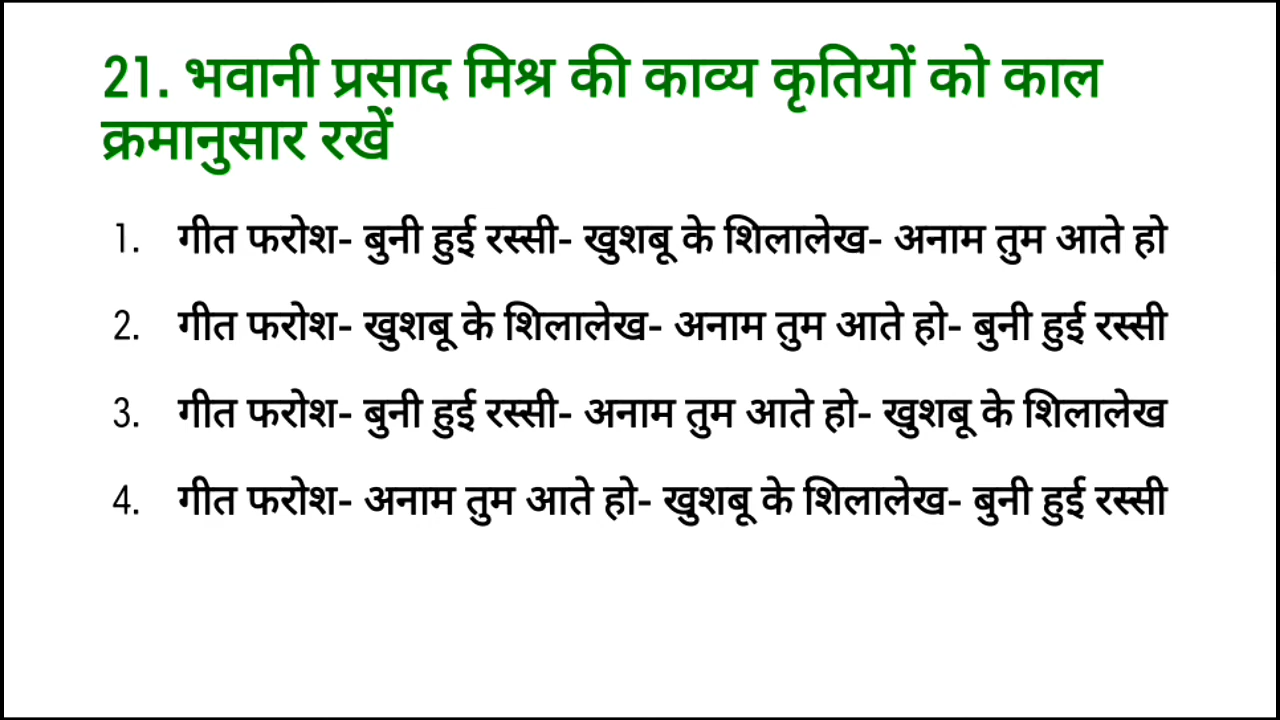 21. भवानी प्रसाद मिश्र की काव्य कृतियों को काल
क्रमानुसार रखें
1. गीत फरोश- बुनी हुई रस्सी- खुशबू के शिलालेख- अनाम तुम आते हो
2. गीत फरोश- खुशबू के शिलालेख- अनाम तुम आते हो- बुनी हुई रस्सी
3. गीत फरोश- बुनी हुई रस्सी- अनाम तुम आते हो- खुशबू के शिलालेख
4. गीत फरोश- अनाम तुम आते हो- खुशबू के शिलालेख- बुनी हुई रस्सी